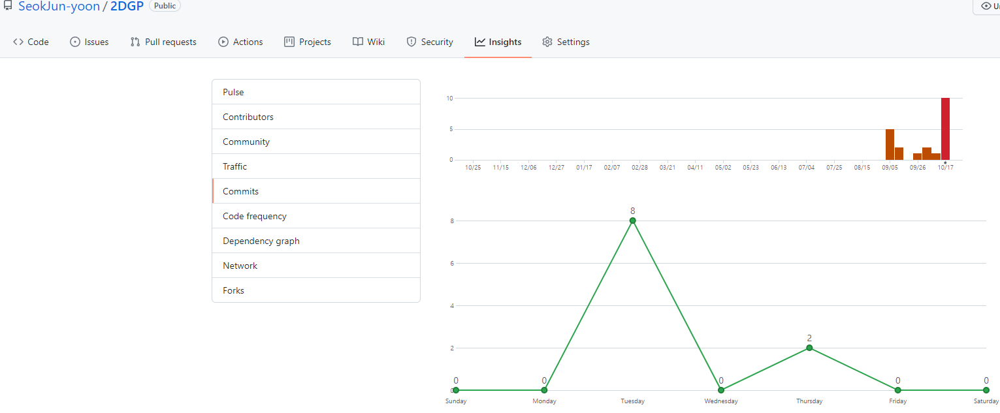 SeokJun-yoon / 2DGP Public
Code Issues Pull requests Actions Projects Wiki Security Insights Settings
Pulse
Contributors
Community
Traffic
Commits
Code frequency
Dependency graph
Network
Forks
10
5
0
10/25 11/15 12/06 12/27 01/17 02/07 02/28 03/21 04/11 05/02 05/23 06/13 07/04 07/25 08/15 09/05 09/26 10/17
8
8
6
4
2
2
0 0 0 0 0
0
Sunday Monday Tuesday Wednesday Thursday Friday Saturday